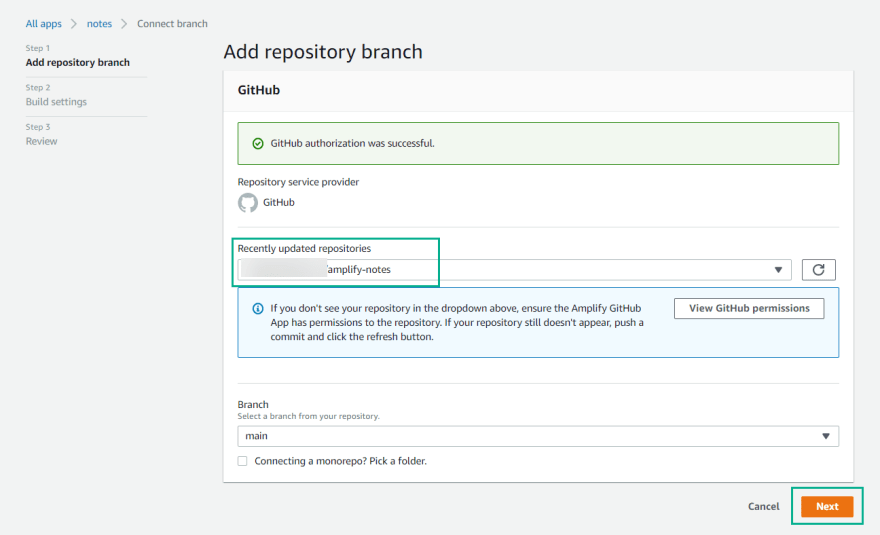 All apps > notes > Connect branch
Step 1
Add repository branch
Step 2
Build settings
Step 3
Review
Add repository branch
GitHub
GitHub authorization was successful.
Repository service provider
GitHub
Recently updated repositories
/amplify-notes
If you don't see your repository in the dropdown above, ensure the Amplify GitHub
App has permissions to the repository. If your repository still doesn't appear, push a
commit and click the refresh button.
View GitHub permissions
Branch
Select a branch from your repository.
main
Connecting a monorepo? Pick a folder.
Cancel
Next